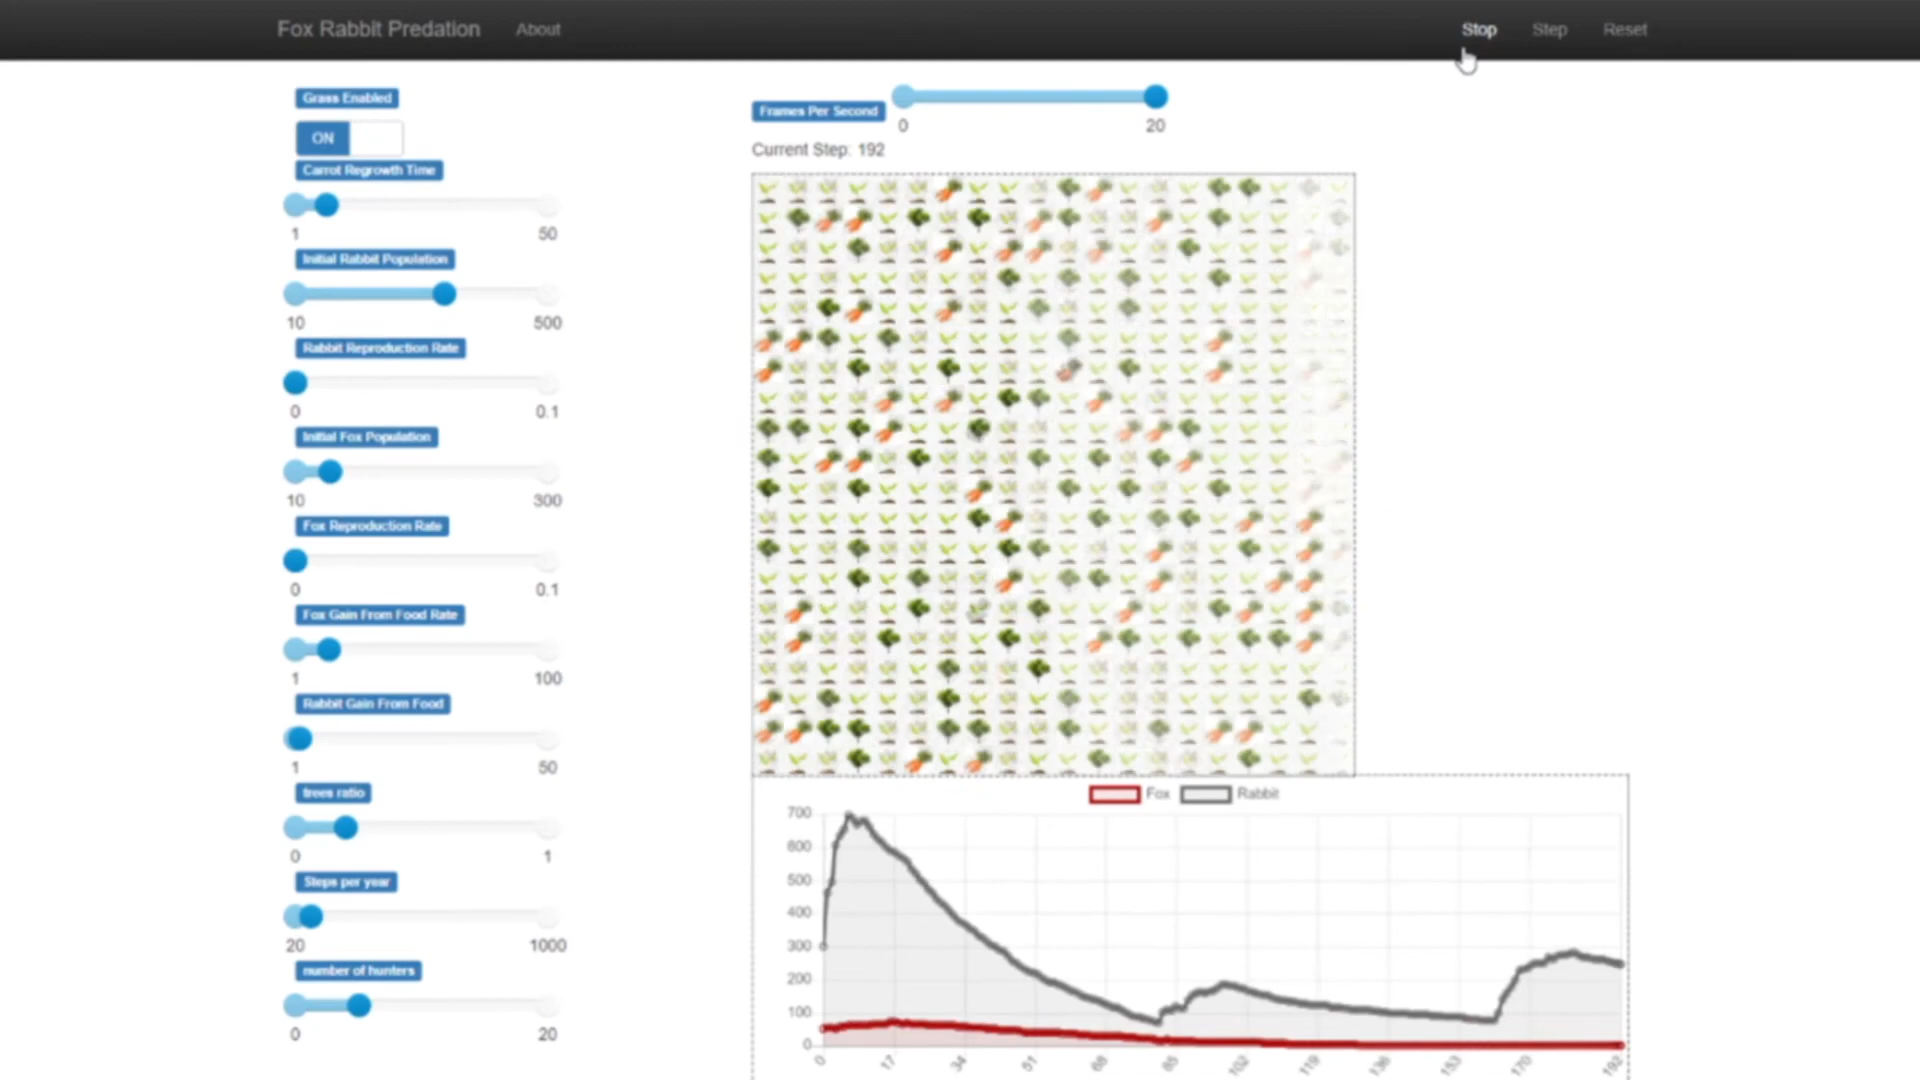 Fox Rabbit Predation About Stop Step Reset
Grass Enabled
ON
Carrot Regrowth Time
1 50
Initial Rabbit Population
10 500
Rabbit Reproduction Rate
0 0.1
Initial Fox Population
10 300
Fox Reproduction Rate
0 0.1
Fox Gain From Food Rate
1 100
Rabbit Gain From Food
1 50
trees ratio
0 1
Steps per year
20 1000
number of hunters
0 20
Frames Per Second
0 20
Current Step: 192
Fox Rabbit
700
600
500
400
300
200
100
0
0 17 34 51 68 85 102 119 136 153 170 192